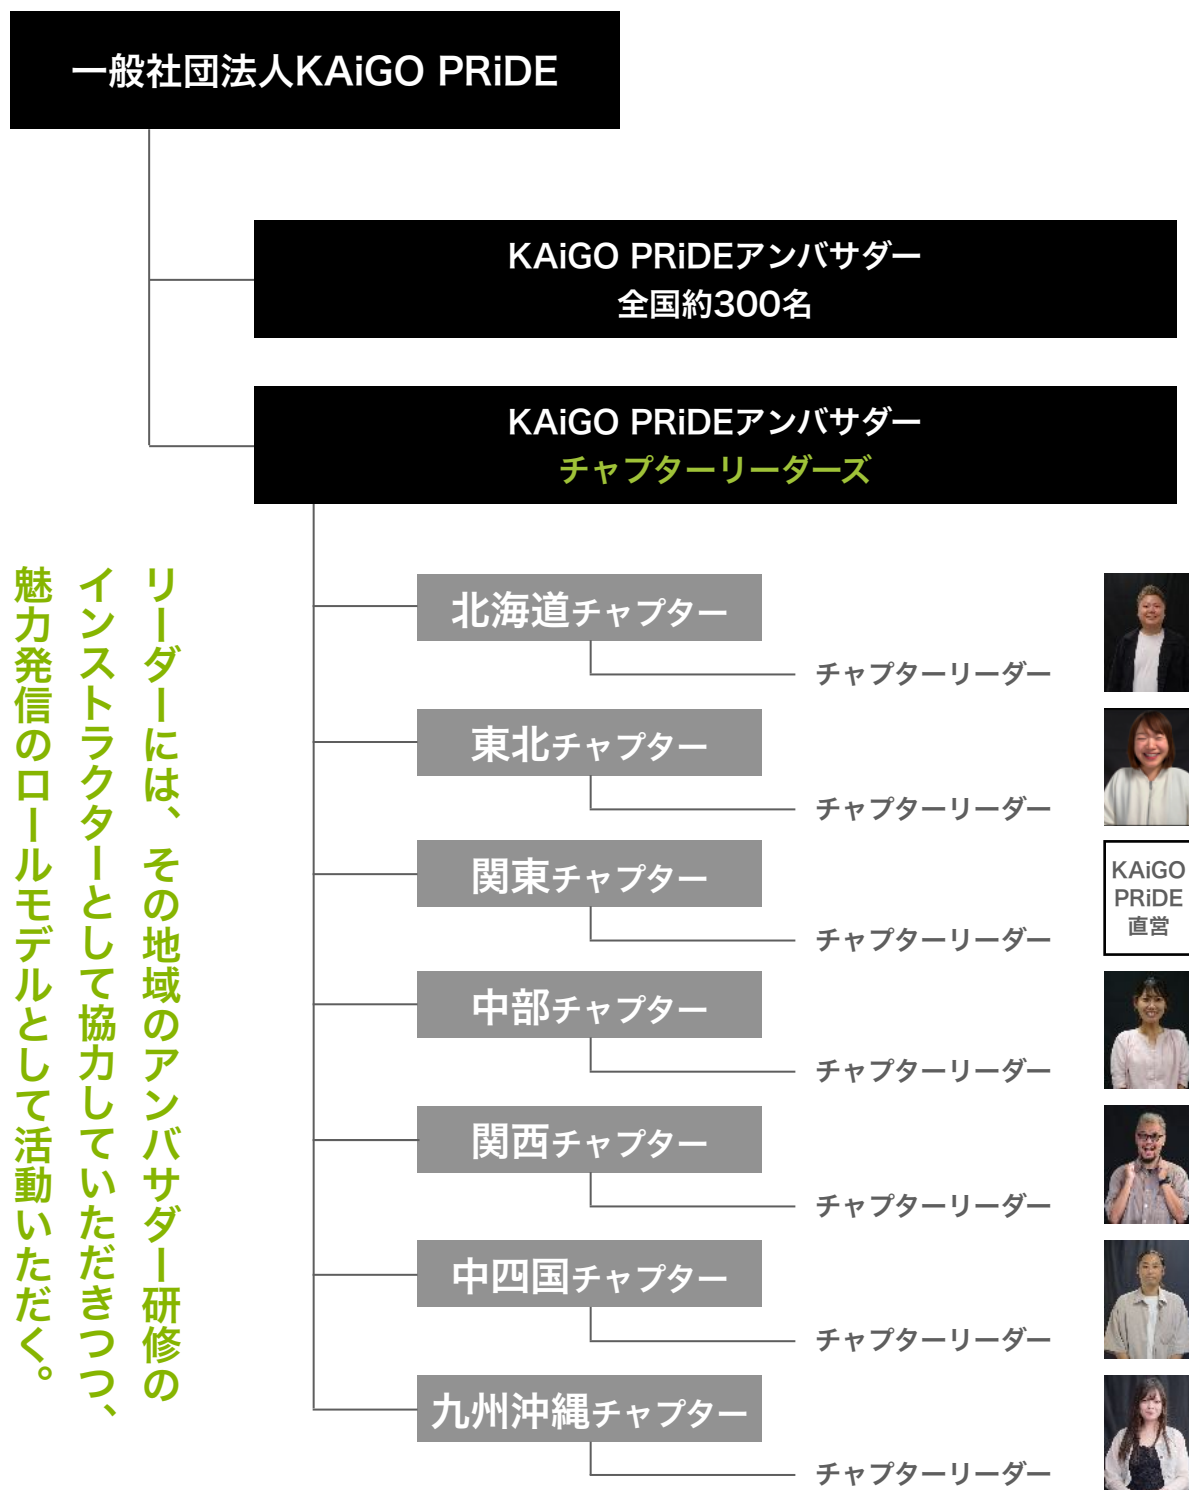 一般社団法人KAiGO PRiDE
KAiGO PRiDEアンバサダー
全国約300名
KAiGO PRiDEアンバサダー
チャプターリーダーズ
リーダーには、その地域のアンバサダー研修の
インストラクターとして協力していただきつつ、
魅力発信のロールモデルとして活動いただく。
北海道チャプター
チャプターリーダー
東北チャプター
チャプターリーダー
関東チャプター
チャプターリーダー
KAiGO
PRiDE
直営
中部チャプター
チャプターリーダー
関西チャプター
チャプターリーダー
中四国チャプター
チャプターリーダー
九州沖縄チャプター
チャプターリーダー